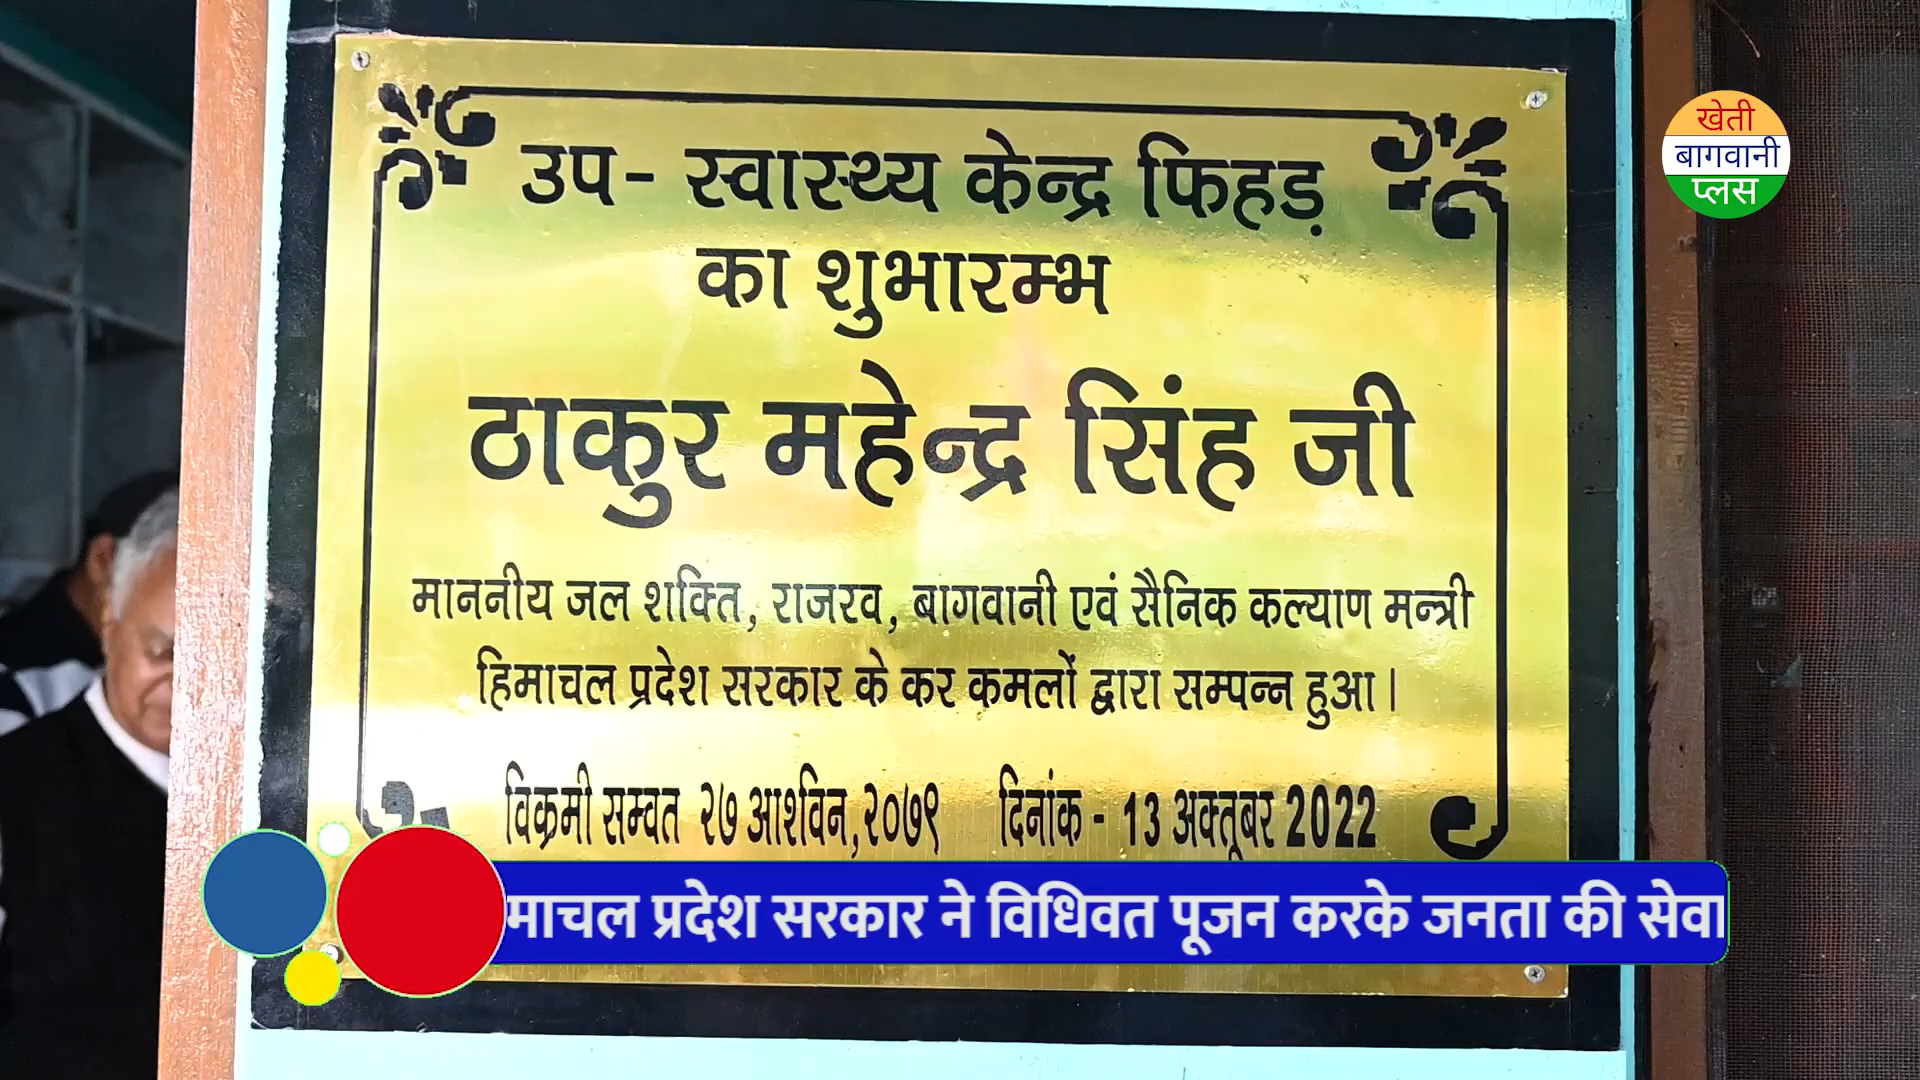 उप- स्वास्थ्य केन्द्र फिहड़
का शुभारम्भ
ठाकुर महेन्द्र सिंह जी
माननीय जल शक्ति, राजरव, बागवानी एवं सैनिक कल्याण मन्त्री
हिमाचल प्रदेश सरकार के कर कमलों द्वारा सम्पन्न हुआ।
विक्रमी सम्वत २७ आश्विन,२०७९ दिनांक - 13 अक्तूबर 2022
खेती
बागवानी
प्लस
माचल प्रदेश सरकार ने विधिवत पूजन करके जनता की सेवा